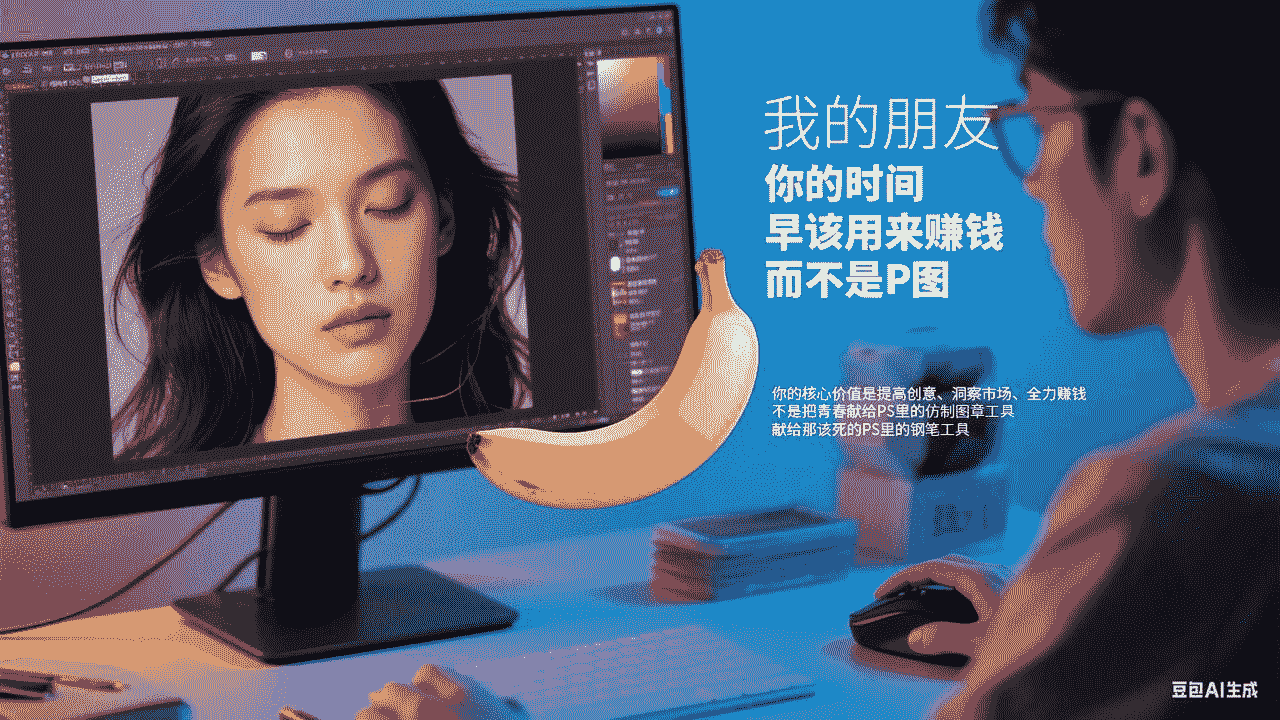 我的朋友
你的时间
早该用来赚钱
而不是P图
你的核心价值是提高创意、洞察市场、全力赚钱
不是把青春献给PS里的仿制图章工具
献给那该死的PS里的钢笔工具
豆包AI生成